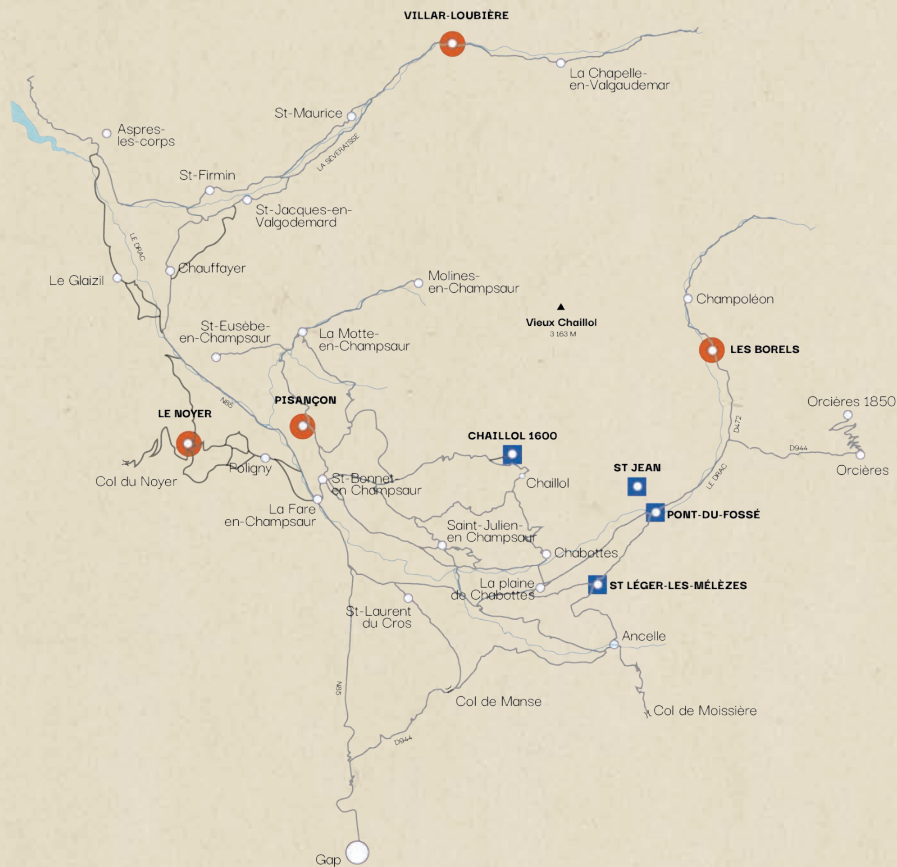 VILLAR-LOUBIÈRE
La Chapelle-
en-Valgaudemar
St-Maurice
Aspres-
les-corps
LA SÉVERAISSE
St-Firmin
St-Jacques-en-
Valgodemard
LE DRAC
Chauffayer
Le Glaizil
Molines-
en-Champsaur
Champoléon
St-Eusèbe-
en-Champsaur
La Motte-
en-Champsaur
Vieux Chaillol
3 163 M
LES BORELS
N85
PISANÇON
LE NOYER
Orcières 1850
D472
CHAILLOL 1600
D944
Orcières
Poligny
Col du Noyer
St-Bonnet-
en Champsaur
Chaillol
ST JEAN
LE DRAC
La Fare
en-Champsaur
PONT-DU-FOSSÉ
Saint-Julien-
en Champsaur
Chabottes
La plaine
de Chabottes
ST LÉGER-LES-MÉLÈZES
St-Laurent
du Cros
Ancelle
N85
Col de Manse
Col de Moissière
D944
Gap